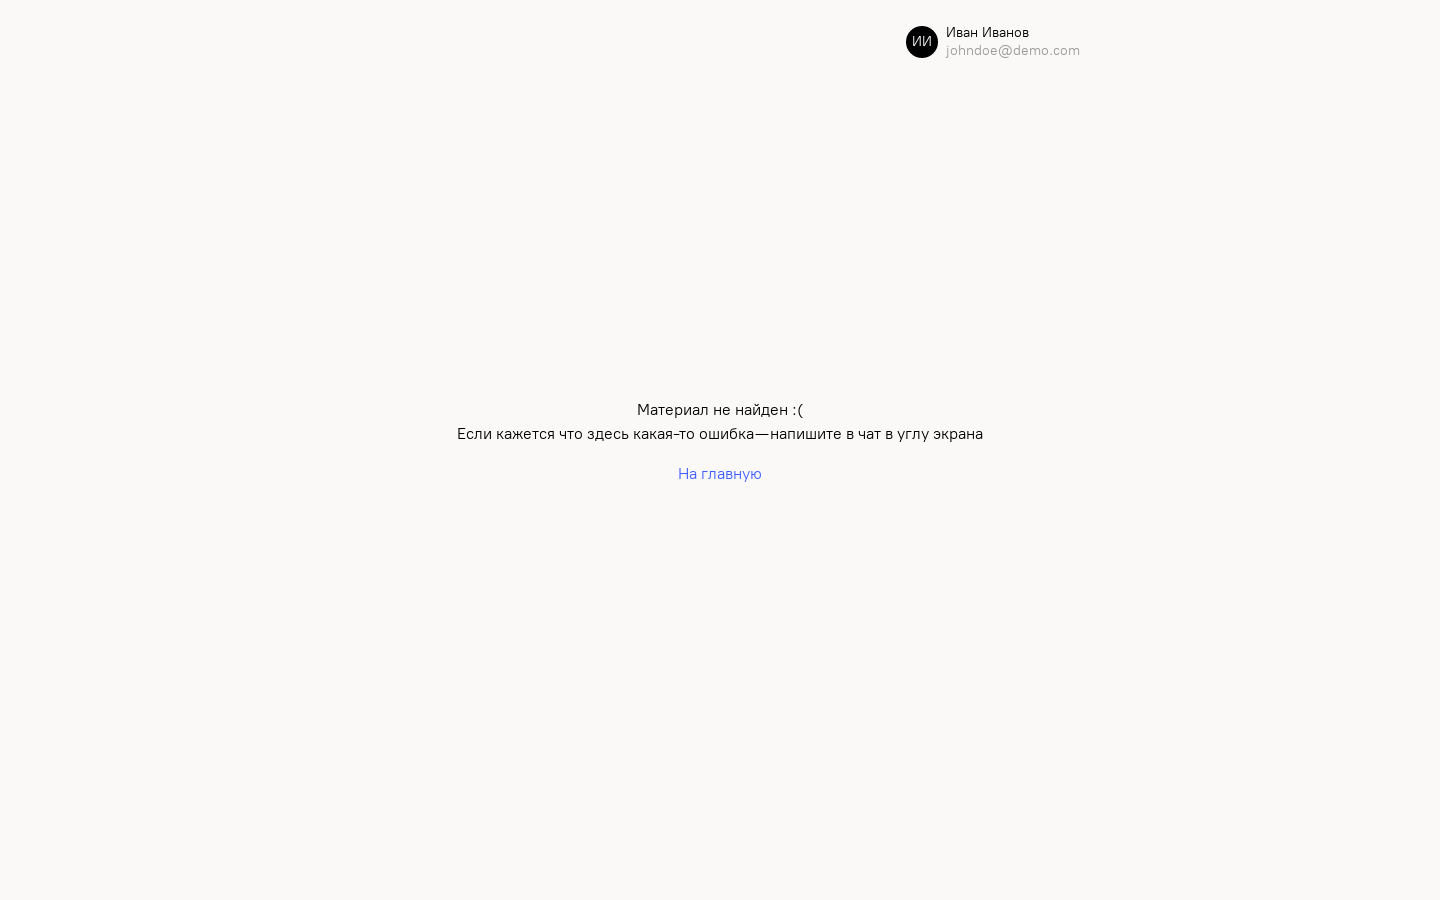 ИИ
Иван Иванов
johndoe@demo.com
Материал не найден :(
Если кажется что здесь какая-то ошибка — напишите в чат в углу экрана
На главную